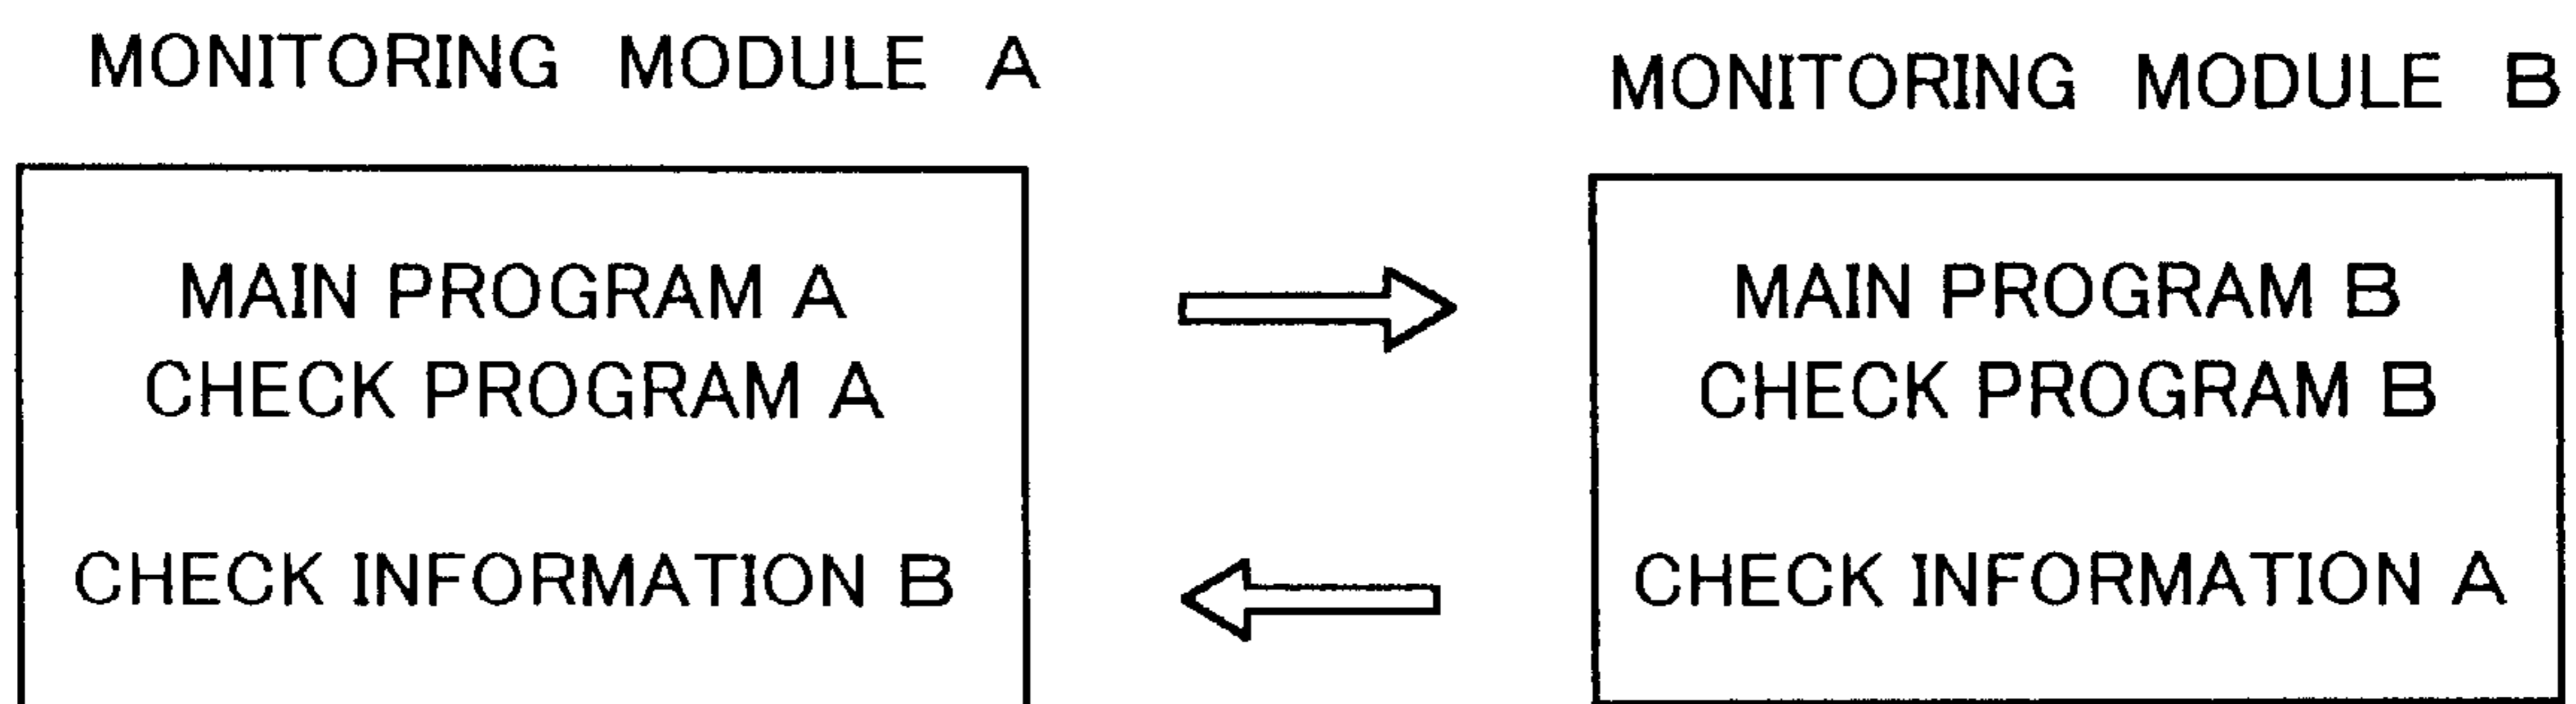 MONITORING MODULE A
MAIN PROGRAM A
CHECK PROGRAM A
CHECK INFORMATION B
MONITORING MODULE B
MAIN PROGRAM B
CHECK PROGRAM B
CHECK INFORMATION A